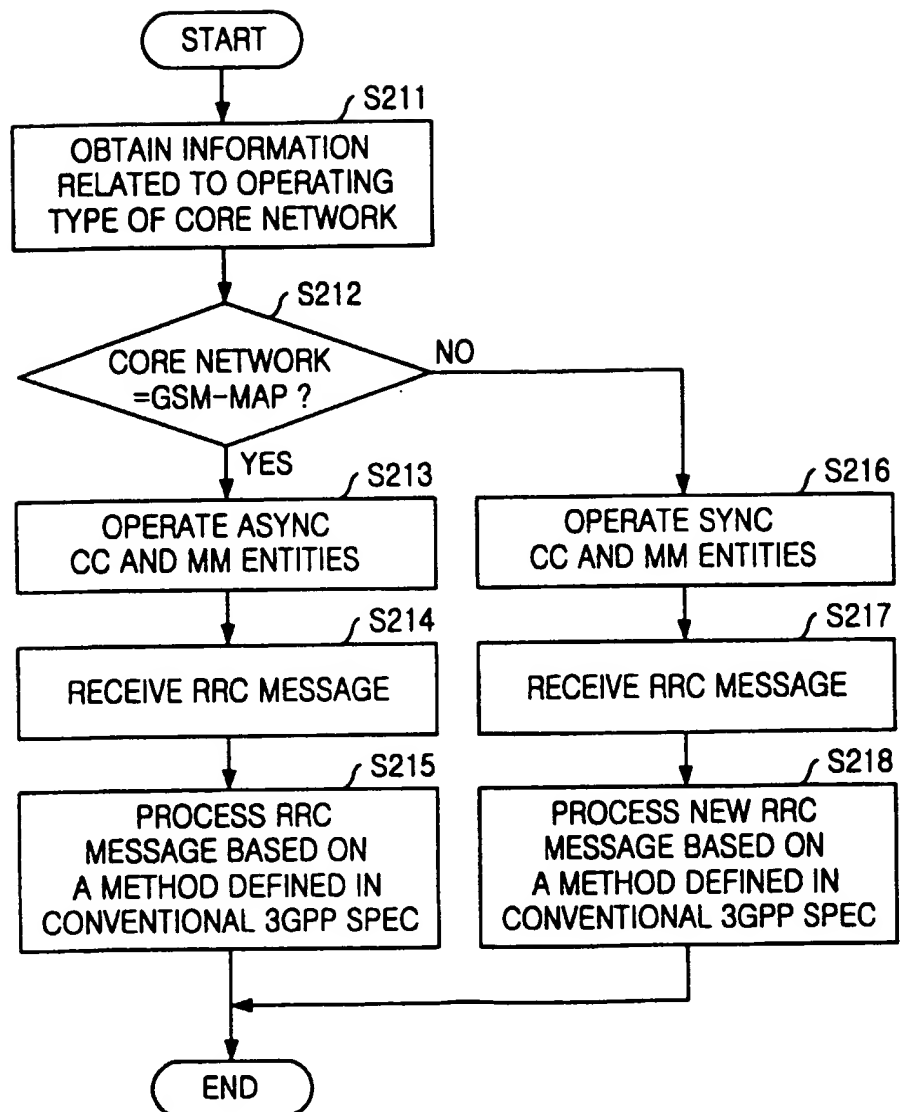 START
S211
OBTAIN INFORMATION
RELATED TO OPERATING
TYPE OF CORE NETWORK
S212
CORE NETWORK
=GSM-MAP ?
NO
YES
S213
OPERATE ASYNC
CC AND MM ENTITIES
S214
RECEIVE RRC MESSAGE
S215
PROCESS RRC
MESSAGE BASED ON
A METHOD DEFINED IN
CONVENTIONAL 3GPP SPEC
S216
OPERATE SYNC
CC AND MM ENTITIES
S217
RECEIVE RRC MESSAGE
S218
PROCESS NEW RRC
MESSAGE BASED ON
A METHOD DEFINED IN
CONVENTIONAL 3GPP SPEC
END